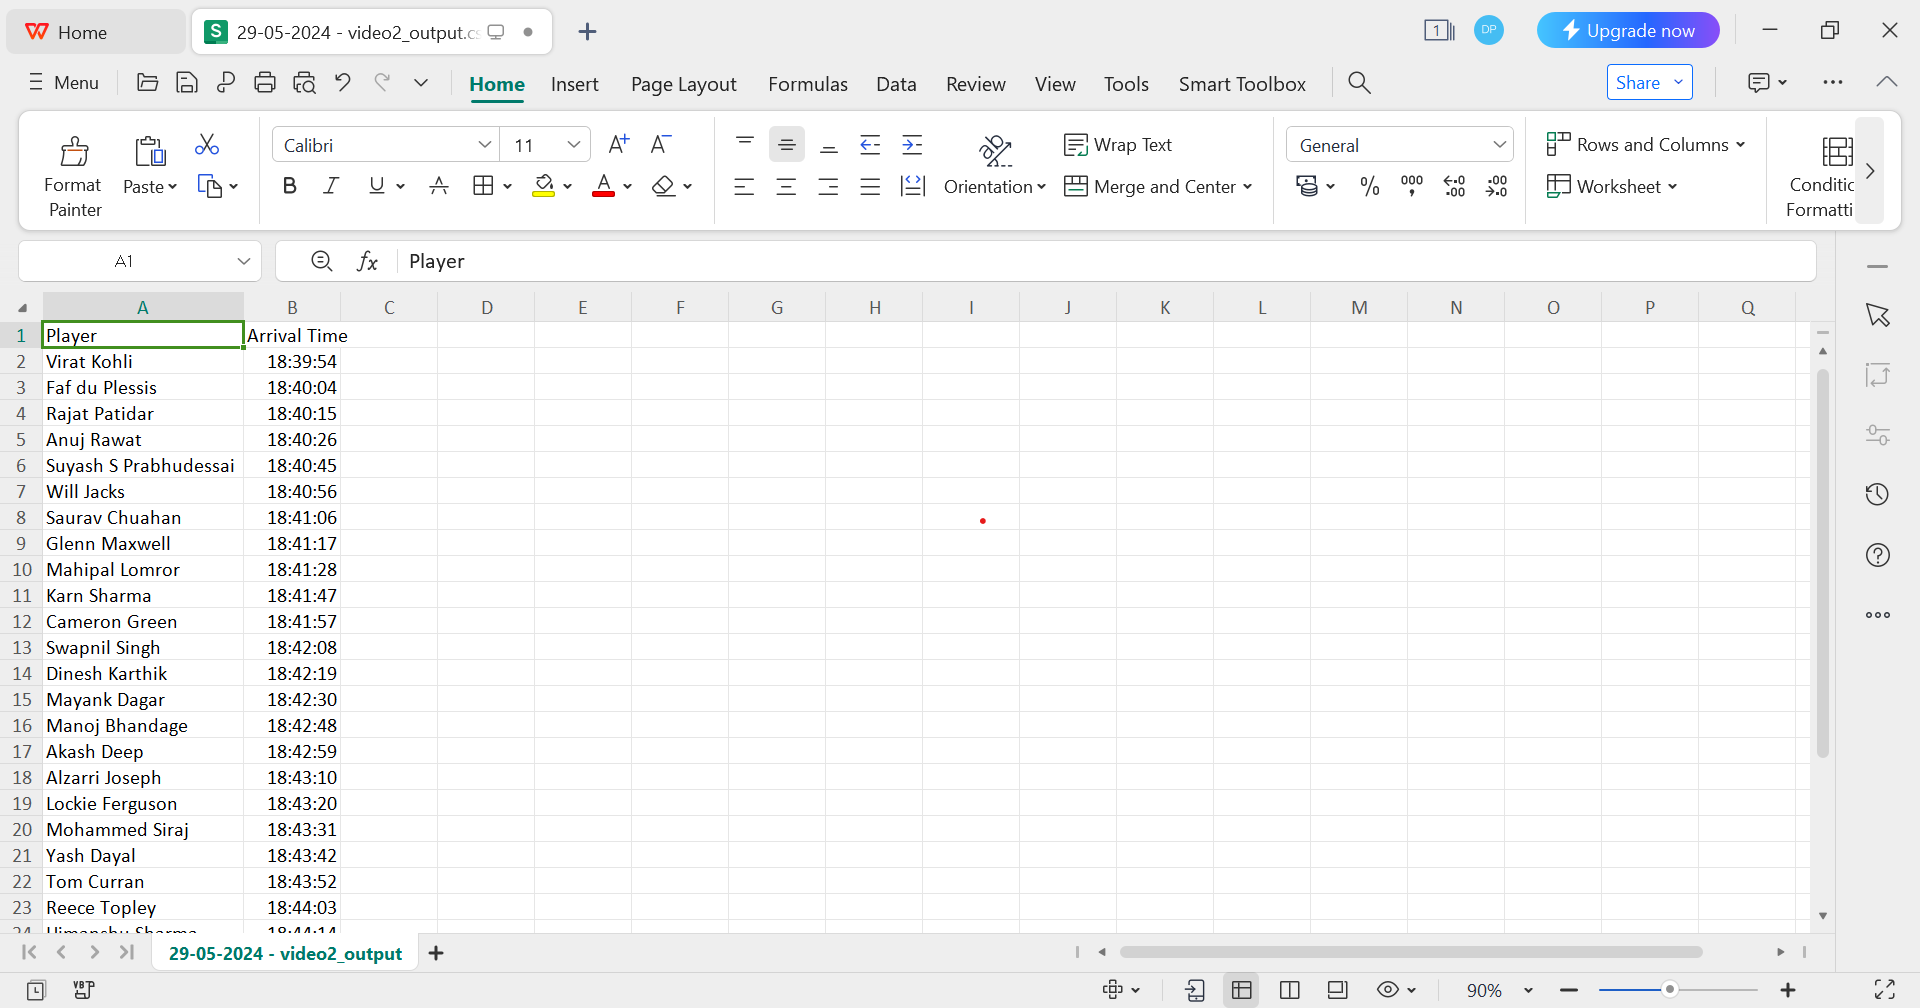 Home
29-05-2024 - video2_output.cs
1
DP
Upgrade now
Menu
Home Insert Page Layout Formulas Data Review View Tools Smart Toolbox
Share
Format Painter
Paste
Calibri
11
A+ A-
B I U A
Orientation
Wrap Text
Merge and Center
General
Rows and Columns
Worksheet
Conditic
Formatti
A1
fx
Player
A B C D E F G H I J K L M N O P Q
1 Player Arrival Time
2 Virat Kohli 18:39:54
3 Faf du Plessis 18:40:04
4 Rajat Patidar 18:40:15
5 Anuj Rawat 18:40:26
6 Suyash S Prabhudessai 18:40:45
7 Will Jacks 18:40:56
8 Saurav Chuahan 18:41:06
9 Glenn Maxwell 18:41:17
10 Mahipal Lomror 18:41:28
11 Karn Sharma 18:41:47
12 Cameron Green 18:41:57
13 Swapnil Singh 18:42:08
14 Dinesh Karthik 18:42:19
15 Mayank Dagar 18:42:30
16 Manoj Bhandage 18:42:48
17 Akash Deep 18:42:59
18 Alzarri Joseph 18:43:10
19 Lockie Ferguson 18:43:20
20 Mohammed Siraj 18:43:31
21 Yash Dayal 18:43:42
22 Tom Curran 18:43:52
23 Reece Topley 18:44:03
24 Himanshu Sharma 18:44:14
29-05-2024 - video2_output
90%